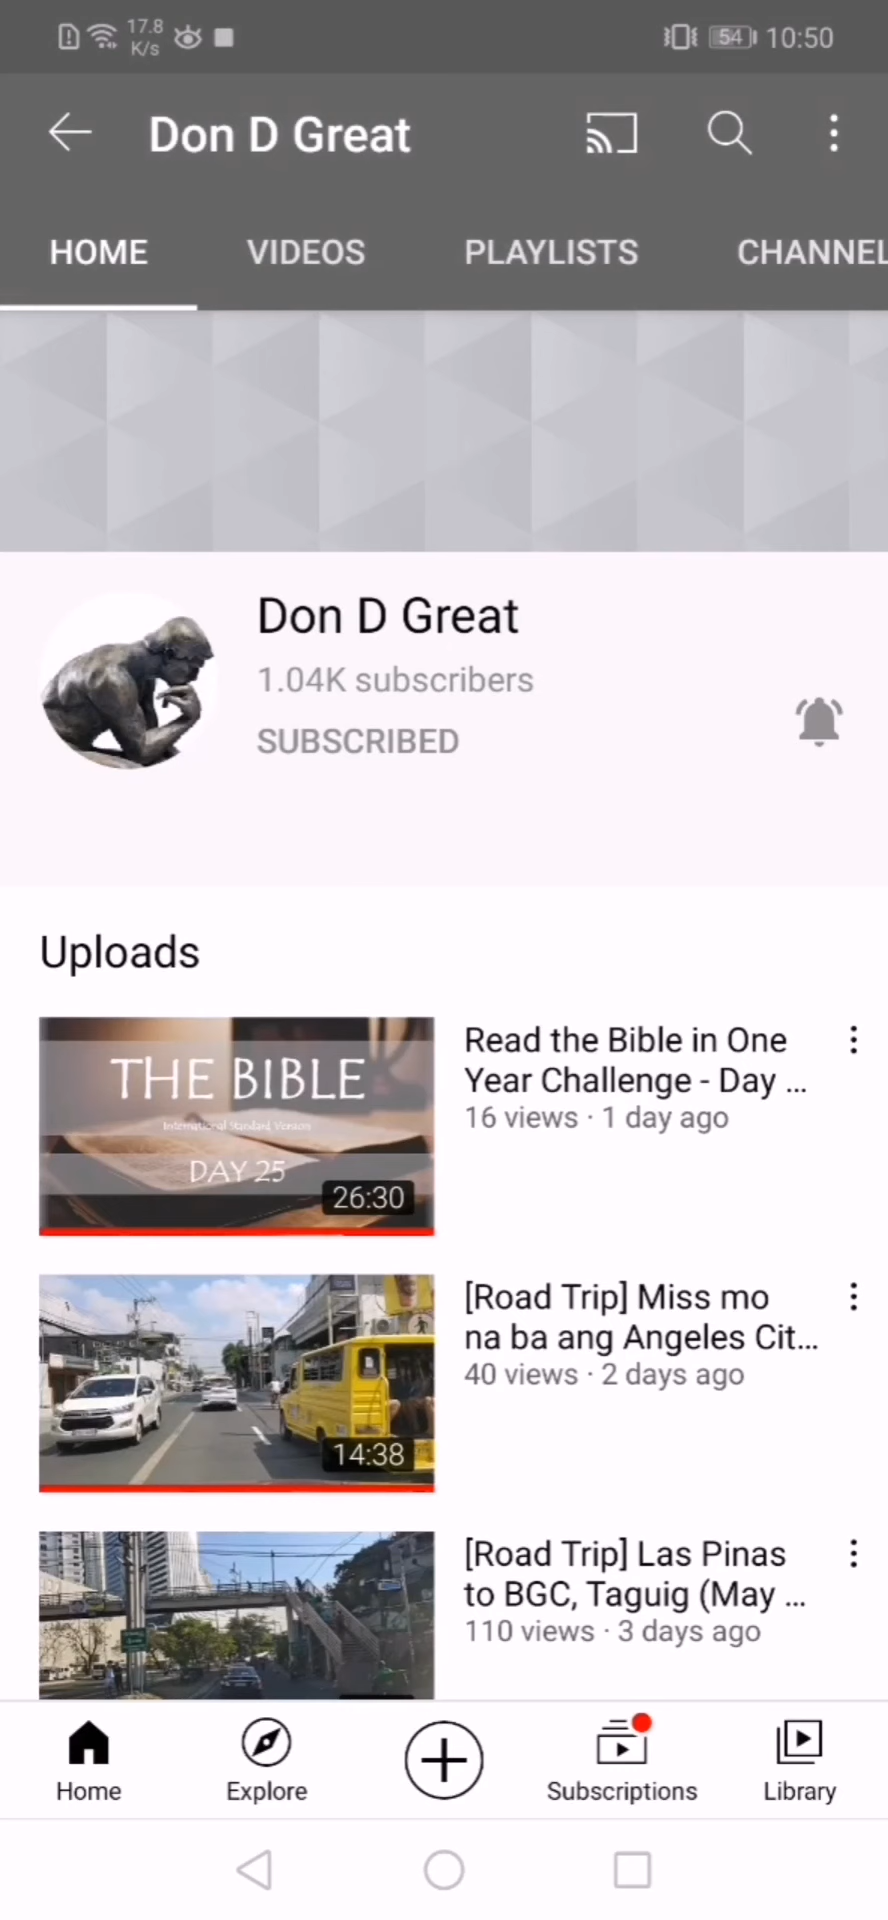 17.8
K/s
54 10:50
Don D Great
HOME VIDEOS PLAYLISTS CHANNEL
Don D Great
1.04K subscribers
SUBSCRIBED
Uploads
THE BIBLE
International Standard Version
DAY 25
26:30
Read the Bible in One
Year Challenge - Day ...
16 views · 1 day ago
14:38
[Road Trip] Miss mo
na ba ang Angeles Cit...
40 views · 2 days ago
[Road Trip] Las Pinas
to BGC, Taguig (May ...
110 views · 3 days ago
Home Explore Subscriptions Library